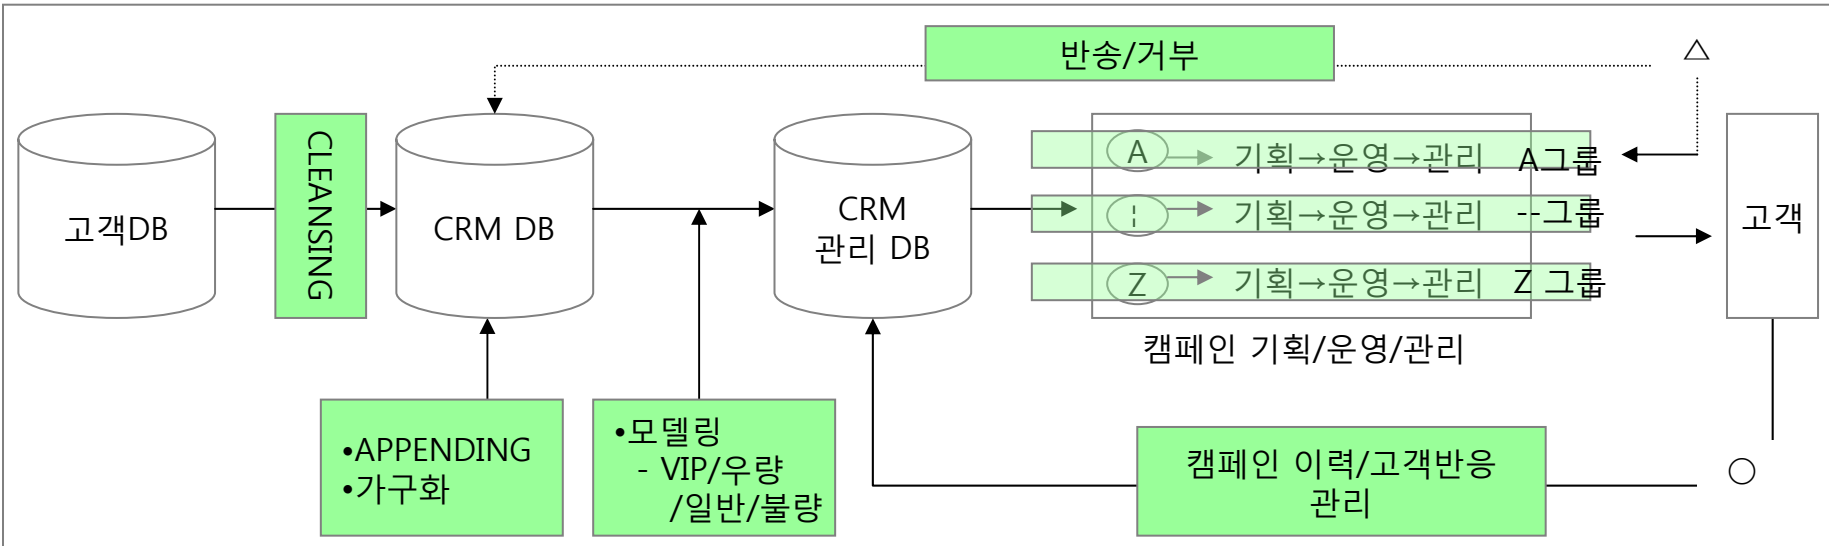 반송/거부
△
고객DB
CLEANSING
CRM DB
CRM
관리 DB
A → 기획→운영→관리 A그룹
¦ → 기획→운영→관리 --그룹
Z → 기획→운영→관리 Z 그룹
고객
캠페인 기획/운영/관리
•APPENDING
•가구화
•모델링
- VIP/우량
/일반/불량
캠페인 이력/고객반응
관리
○